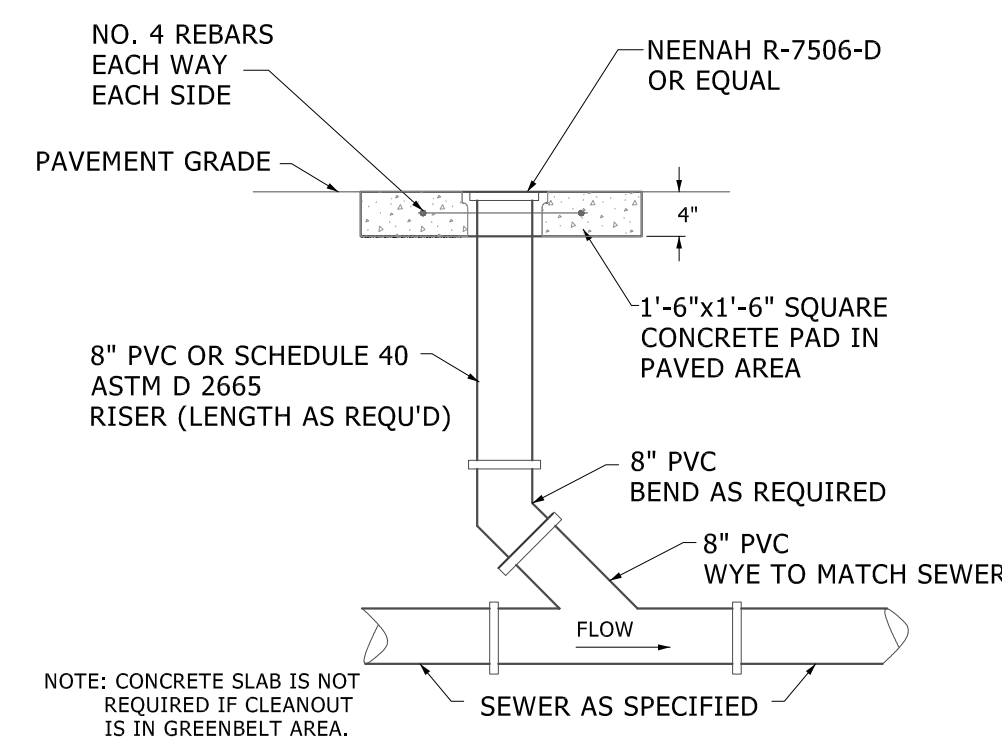 NO. 4 REBARS
EACH WAY
EACH SIDE
NEENAH R-7506-D
OR EQUAL
PAVEMENT GRADE
4"
1'-6"x1'-6" SQUARE
CONCRETE PAD IN
PAVED AREA
8" PVC OR SCHEDULE 40
ASTM D 2665
RISER (LENGTH AS REQU'D)
8" PVC
BEND AS REQUIRED
8" PVC
WYE TO MATCH SEWER
FLOW
NOTE: CONCRETE SLAB IS NOT
REQUIRED IF CLEANOUT
IS IN GREENBELT AREA.
SEWER AS SPECIFIED